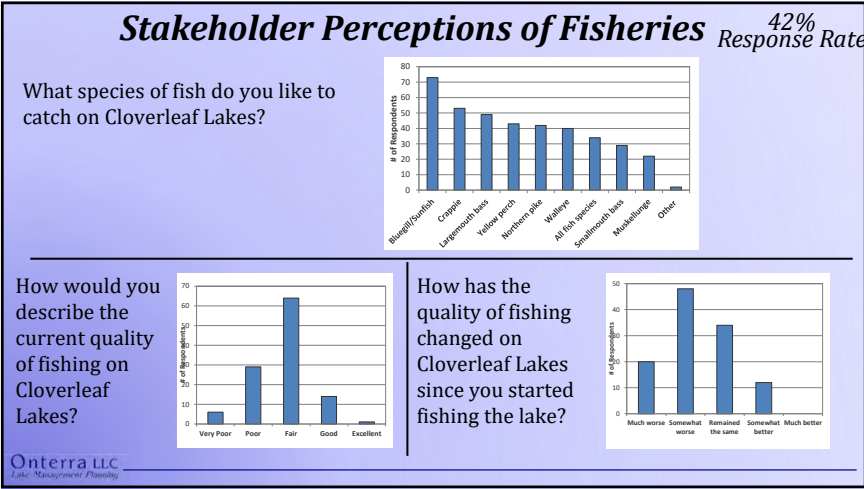 Stakeholder Perceptions of Fisheries
42%
Response Rate
What species of fish do you like to
catch on Cloverleaf Lakes?
# of Respondents
80
70
60
50
40
30
20
10
0
Bluegill/Sunfish
Crappie
Largemouth bass
Yellow perch
Northern pike
Walleye
All fish species
Smallmouth bass
Muskellunge
Other
How would you
describe the
current quality
of fishing on
Cloverleaf
Lakes?
# of Respondents
70
60
50
40
30
20
10
0
Very Poor Poor Fair Good Excellent
How has the
quality of fishing
changed on
Cloverleaf Lakes
since you started
fishing the lake?
# of Respondents
50
40
30
20
10
0
Much worse Somewhat Remained Somewhat Much better
worse the same better
Onterra LLC
Lake Management Planning